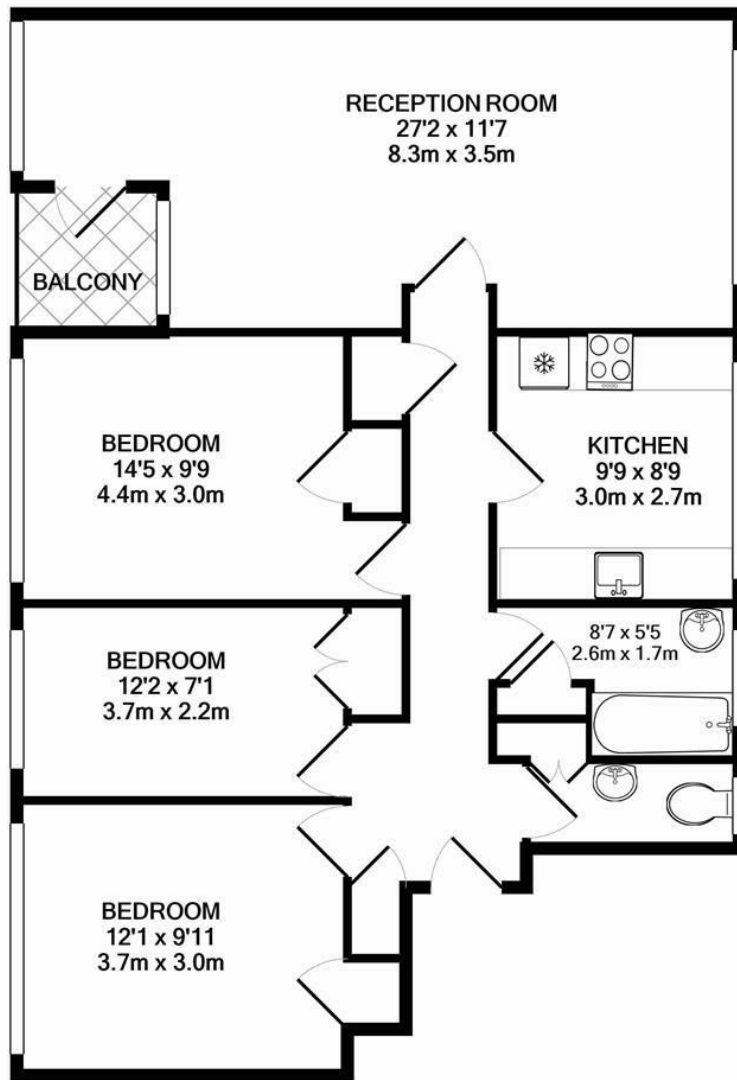 RECEPTION ROOM
27'2 x 11'7
8.3m x 3.5m
BALCONY
BEDROOM
14'5 x 9'9
4.4m x 3.0m
KITCHEN
9'9 x 8'9
3.0m x 2.7m
8'7 x 5'5
2.6m x 1.7m
BEDROOM
12'2 x 7'1
3.7m x 2.2m
BEDROOM
12'1 x 9'11
3.7m x 3.0m